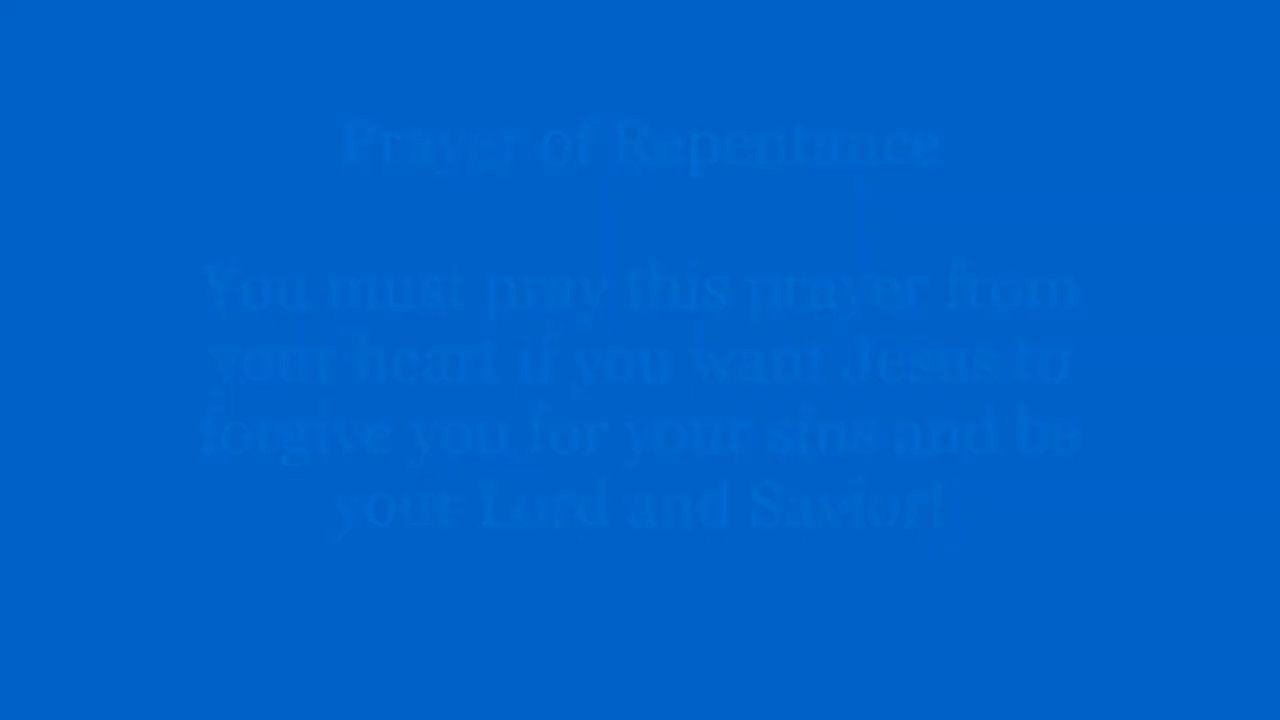 Prayer of Repentance
You must pray this prayer from
your heart if you want Jesus to
forgive you for your sins and be
your Lord and Savior!